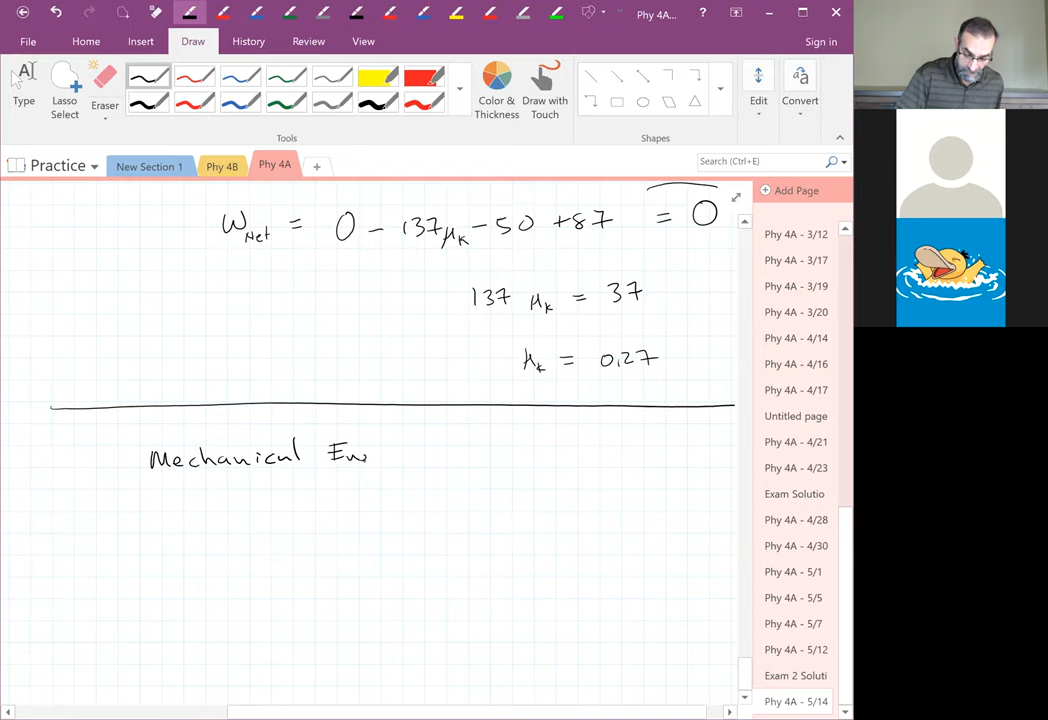 Phy 4A...
?
File
Home
Insert
Draw
History
Review
View
Sign in
Type
Lasso Select
Eraser
Color & Thickness
Draw with Touch
Edit
Convert
Tools
Shapes
Practice
New Section 1
Phy 4B
Phy 4A
Search (Ctrl+E)
W_Net = 0 - 137μ_k - 50 + 87 = 0
137 μ_k = 37
μ_k = 0.27
Mechanical En
Add Page
Phy 4A - 3/12
Phy 4A - 3/17
Phy 4A - 3/19
Phy 4A - 3/20
Phy 4A - 4/14
Phy 4A - 4/16
Phy 4A - 4/17
Untitled page
Phy 4A - 4/21
Phy 4A - 4/23
Exam Solutio
Phy 4A - 4/28
Phy 4A - 4/30
Phy 4A - 5/1
Phy 4A - 5/5
Phy 4A - 5/7
Phy 4A - 5/12
Exam 2 Soluti
Phy 4A - 5/14